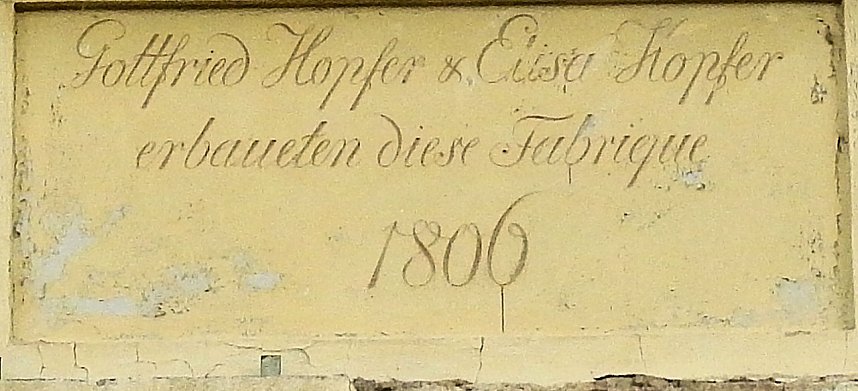 Gottfried Hopfer & Elisa Hopfer
erbaueten diese Fabrique
1806